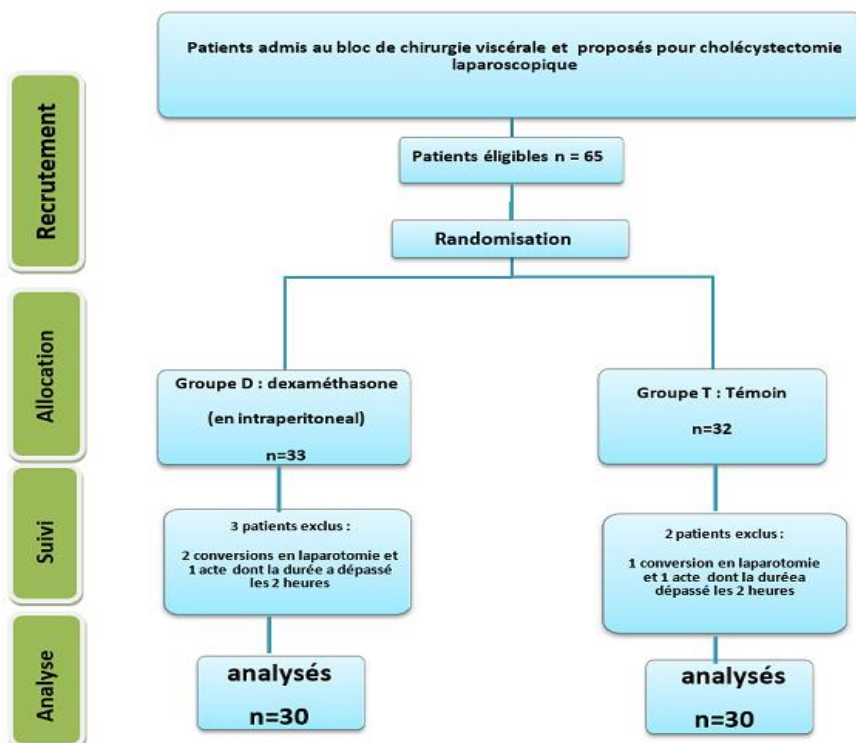 Patients admis au bloc de chirurgie viscérale et proposés pour cholécystectomie
laparoscopique
Recrutement
Patients éligibles n = 65
Randomisation
Allocation
Groupe D : dexaméthasone
(en intraperitoneal)
n=33
Groupe T : Témoin
n=32
Suivi
3 patients exclus :
2 conversions en laparotomie et
1 acte dont la durée a dépassé
les 2 heures
2 patients exclus :
1 conversion en laparotomie
et 1 acte dont la duréea
dépassé les 2 heures
Analyse
analysés
n=30
analysés
n=30